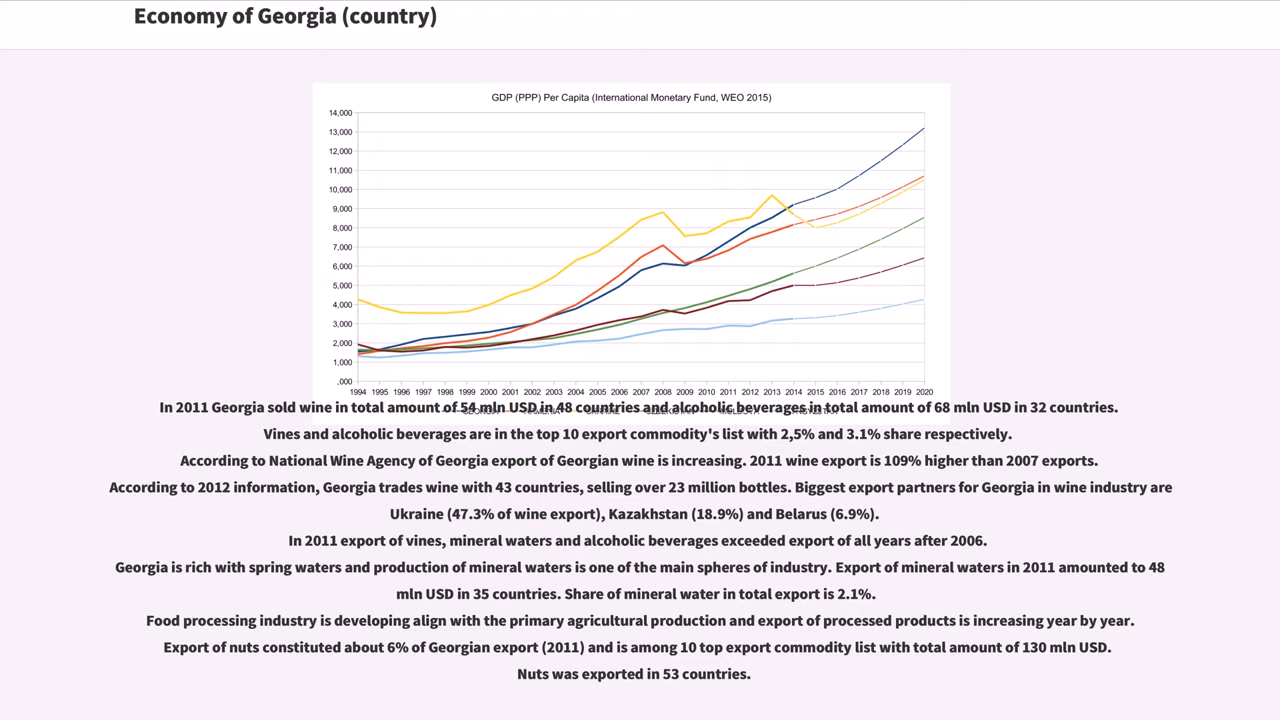 Economy of Georgia (country)
GDP (PPP) Per Capita (International Monetary Fund, WEO 2015)
14,000
13,000
12,000
11,000
10,000
9,000
8,000
7,000
6,000
5,000
4,000
3,000
2,000
1,000
,000
1994 1995 1996 1997 1998 1999 2000 2001 2002 2003 2004 2005 2006 2007 2008 2009 2010 2011 2012 2013 2014 2015 2016 2017 2018 2019 2020
In 2011 Georgia sold wine in total amount of 54 mln USD in 48 countries and alcoholic beverages in total amount of 68 mln USD in 32 countries.
Vines and alcoholic beverages are in the top 10 export commodity's list with 2,5% and 3.1% share respectively.
According to National Wine Agency of Georgia export of Georgian wine is increasing. 2011 wine export is 109% higher than 2007 exports.
According to 2012 information, Georgia trades wine with 43 countries, selling over 23 million bottles. Biggest export partners for Georgia in wine industry are
Ukraine (47.3% of wine export), Kazakhstan (18.9%) and Belarus (6.9%).
In 2011 export of vines, mineral waters and alcoholic beverages exceeded export of all years after 2006.
Georgia is rich with spring waters and production of mineral waters is one of the main spheres of industry. Export of mineral waters in 2011 amounted to 48
mln USD in 35 countries. Share of mineral water in total export is 2.1%.
Food processing industry is developing align with the primary agricultural production and export of processed products is increasing year by year.
Export of nuts constituted about 6% of Georgian export (2011) and is among 10 top export commodity list with total amount of 130 mln USD.
Nuts was exported in 53 countries.